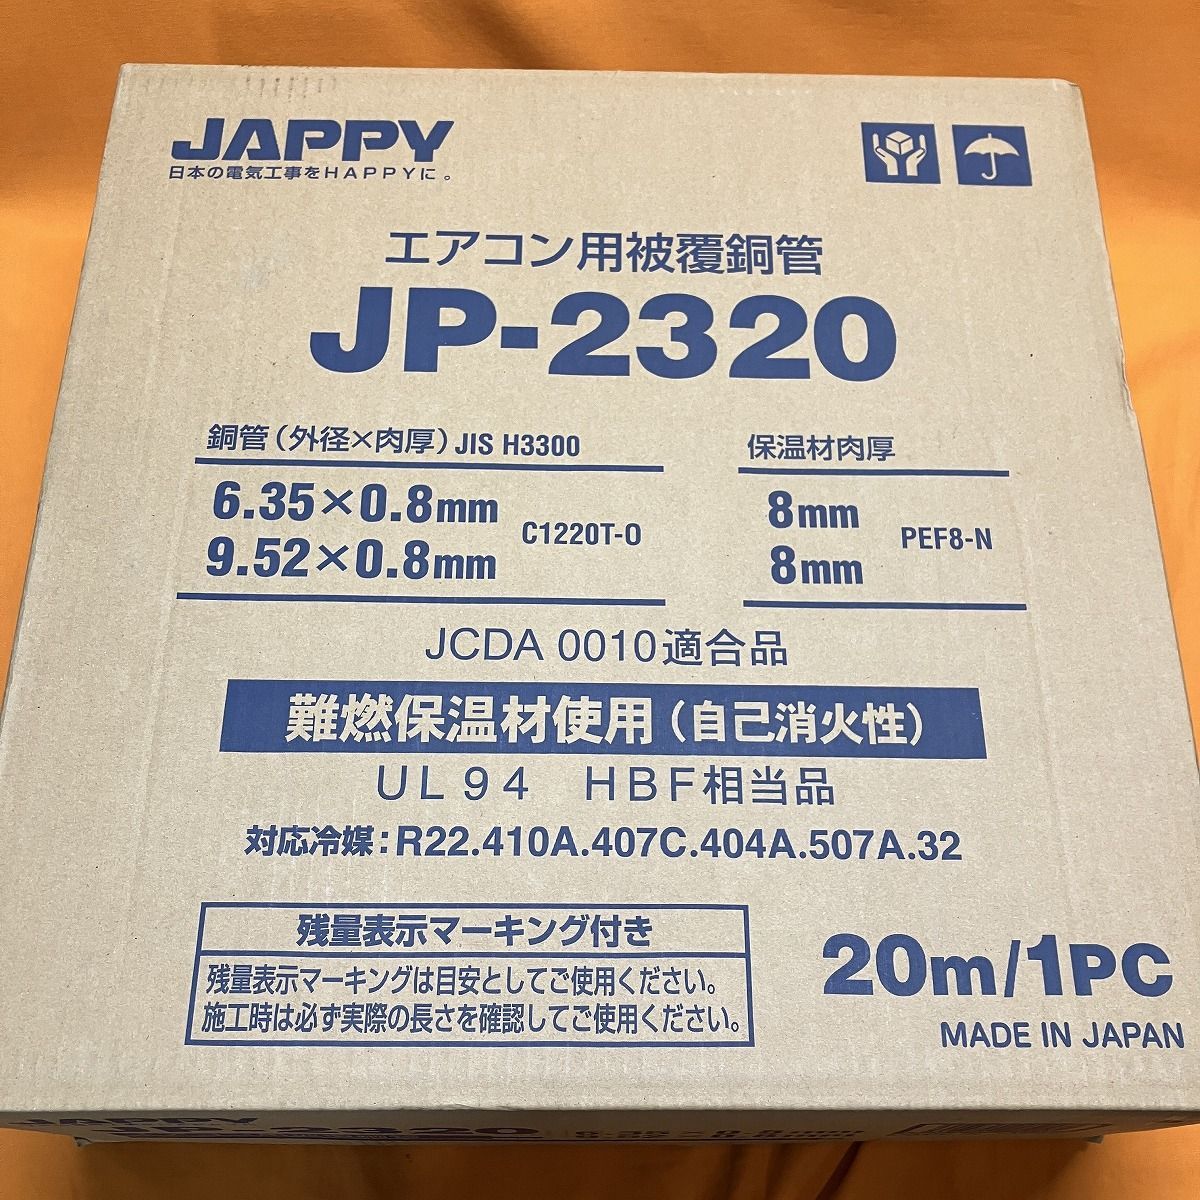 JAPPY
日本の電気工事をHAPPYに。
エアコン用被覆銅管
JP-2320
銅管(外径×肉厚)JIS H3300
6.35×0.8mm
9.52×0.8mm
C1220T-O
保温材肉厚
8mm
8mm
PEF8-N
JCDA 0010適合品
難燃保温材使用(自己消火性)
UL94 HBF相当品
対応冷媒:R22.410A.407C.404A.507A.32
残量表示マーキング付き
残量表示マーキングは目安としてご使用ください。
施工時は必ず実際の長さを確認してご使用ください。
20m/1PC
MADE IN JAPAN
JAPPY